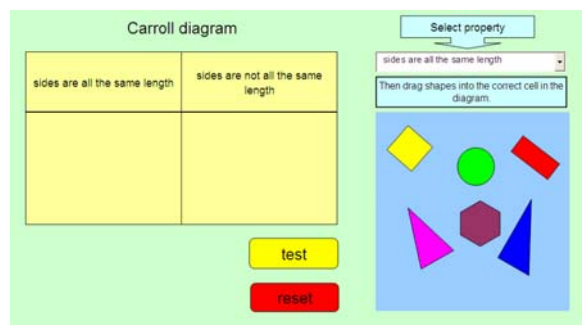 Carroll diagram
Select property
sides are all the same length
Then drag shapes into the correct cell in the
diagram.
sides are all the same length
sides are not all the same
length
test
reset